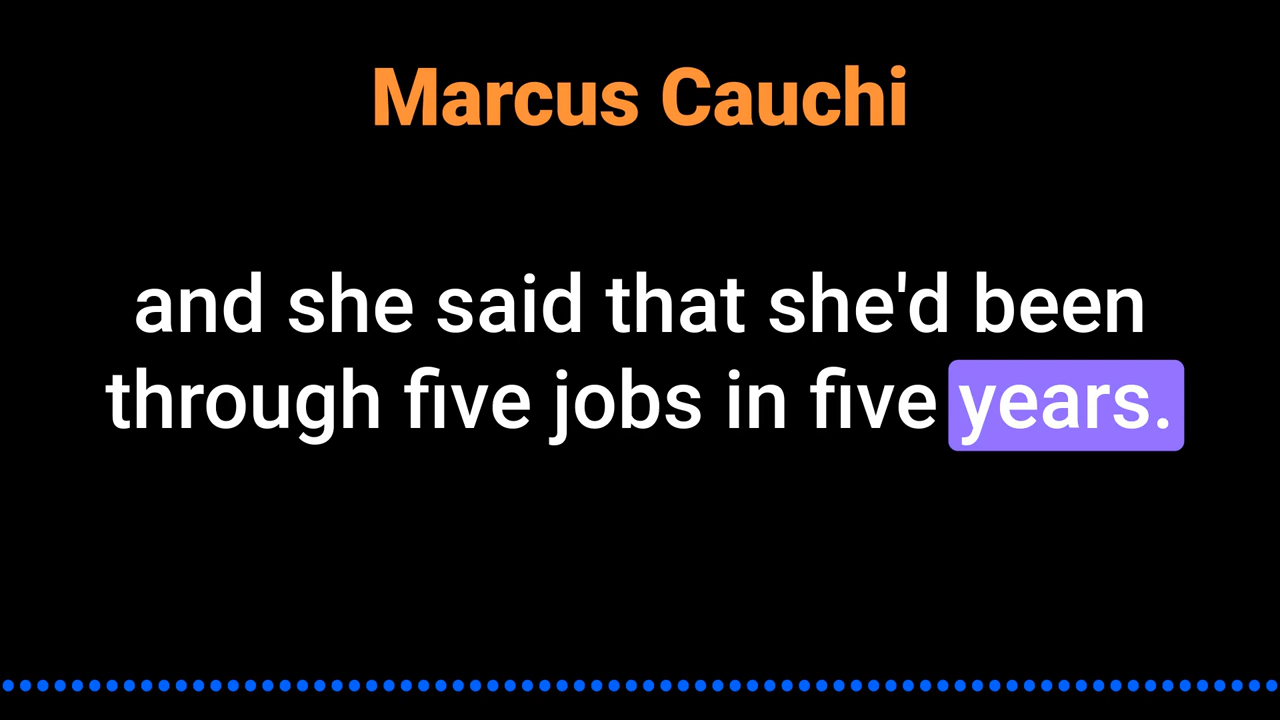 Marcus Cauchi
and she said that she'd been
through five jobs in five years.